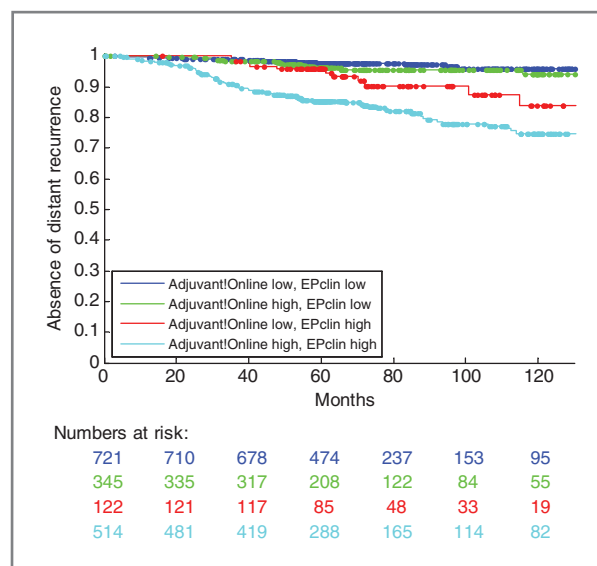 1
0.9
0.8
0.7
0.6
0.5
0.4
0.3
0.2
0.1
0
Absence of distant recurrence
Adjuvant!Online low, EPclin low
Adjuvant!Online high, EPclin low
Adjuvant!Online low, EPclin high
Adjuvant!Online high, EPclin high
0 20 40 60 80 100 120
Months
Numbers at risk:
721 710 678 474 237 153 95
345 335 317 208 122 84 55
122 121 117 85 48 33 19
514 481 419 288 165 114 82